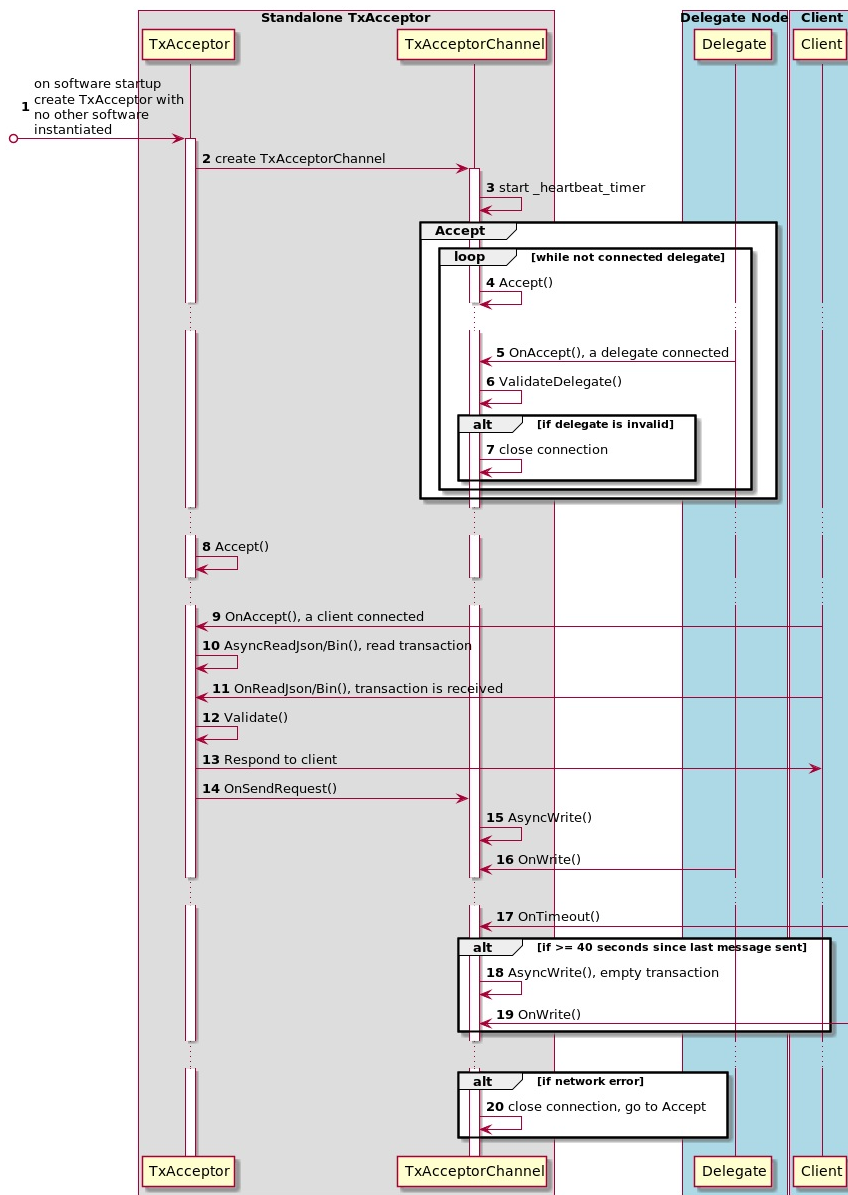 Standalone TxAcceptor
Delegate Node
Client
TxAcceptor
TxAcceptorChannel
Delegate
Client
on software startup
1 create TxAcceptor with
no other software
instantiated
2 create TxAcceptorChannel
3 start _heartbeat_timer
Accept
loop [while not connected delegate]
4 Accept()
5 OnAccept(), a delegate connected
6 ValidateDelegate()
alt [if delegate is invalid]
7 close connection
8 Accept()
9 OnAccept(), a client connected
10 AsyncReadJson/Bin(), read transaction
11 OnReadJson/Bin(), transaction is received
12 Validate()
13 Respond to client
14 OnSendRequest()
15 AsyncWrite()
16 OnWrite()
17 OnTimeout()
alt [if >= 40 seconds since last message sent]
18 AsyncWrite(), empty transaction
19 OnWrite()
alt [if network error]
20 close connection, go to Accept
TxAcceptor
TxAcceptorChannel
Delegate
Client